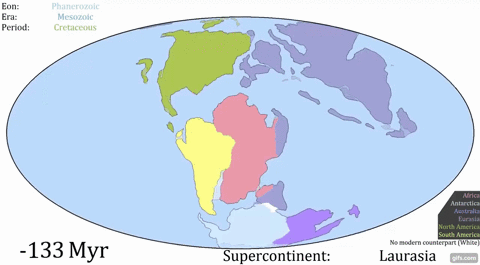 Eon: Phanerozoic
Era: Mesozoic
Period: Cretaceous
Africa
Antarctica
Australia
Eurasia
North America
South America
No modern counterpart (White)
-133 Myr
Supercontinent: Laurasia
gifs.com